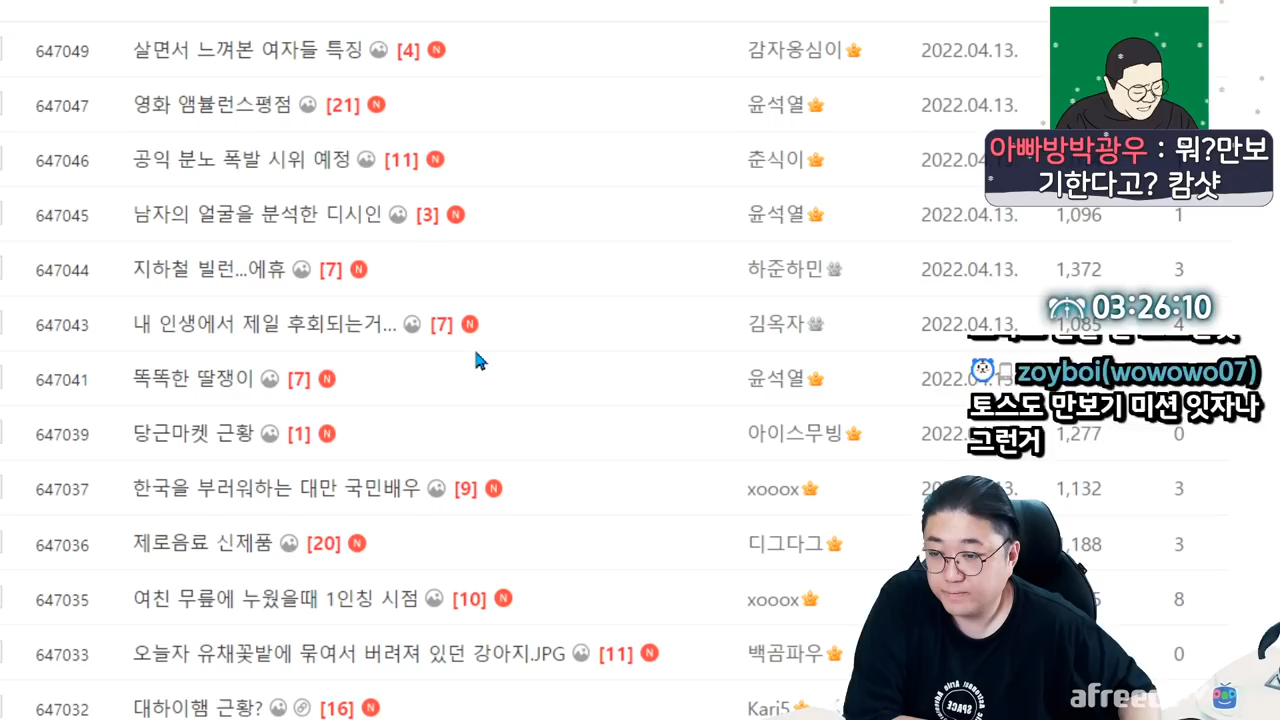 647049 살면서 느껴본 여자들 특징 [4] N 감자옹심이 2022.04.13.
647047 영화 앰뷸런스평점 [21] N 윤석열 2022.04.13.
647046 공익 분노 폭발 시위 예정 [11] N 춘식이
647045 남자의 얼굴을 분석한 디시인 [3] N 윤석열 2022.04.13. 1,096 1
647044 지하철 빌런...에휴 [7] N 하준하민 2022.04.13. 1,372 3
647043 내 인생에서 제일 후회되는거... [7] N 김옥자 2022.04.13. 1,085 4
647041 똑똑한 딸쟁이 [7] N 윤석열
647039 당근마켓 근황 [1] N 아이스무빙 1,277 0
647037 한국을 부러워하는 대만 국민배우 [9] N xooox 1,132 3
647036 제로음료 신제품 [20] N 디그다그 3
647035 여친 무릎에 누웠을때 1인칭 시점 [10] N xooox 8
647033 오늘자 유채꽃밭에 묶여서 버려져 있던 강아지.JPG [11] N 백곰파우 0
647032 대하이햄 근황? [16] N Kari5
아빠방박광우 : 뭐?만보
기한다고? 캄샷
03:26:10
zoyboi(wowowo07)
토스도 만보기 미션 잇자나
그런거
SPACE